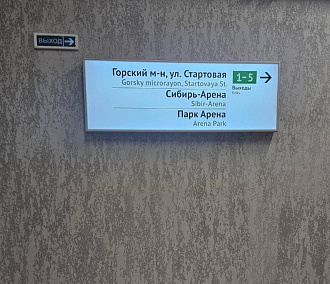 ВЫХОД
Горский м-н, ул. Стартовая
Gorsky microrayon, Startovaya St
1-5
Выходы
Exits
Сибирь-Арена
Sibir-Arena
Парк Арена
Arena Park